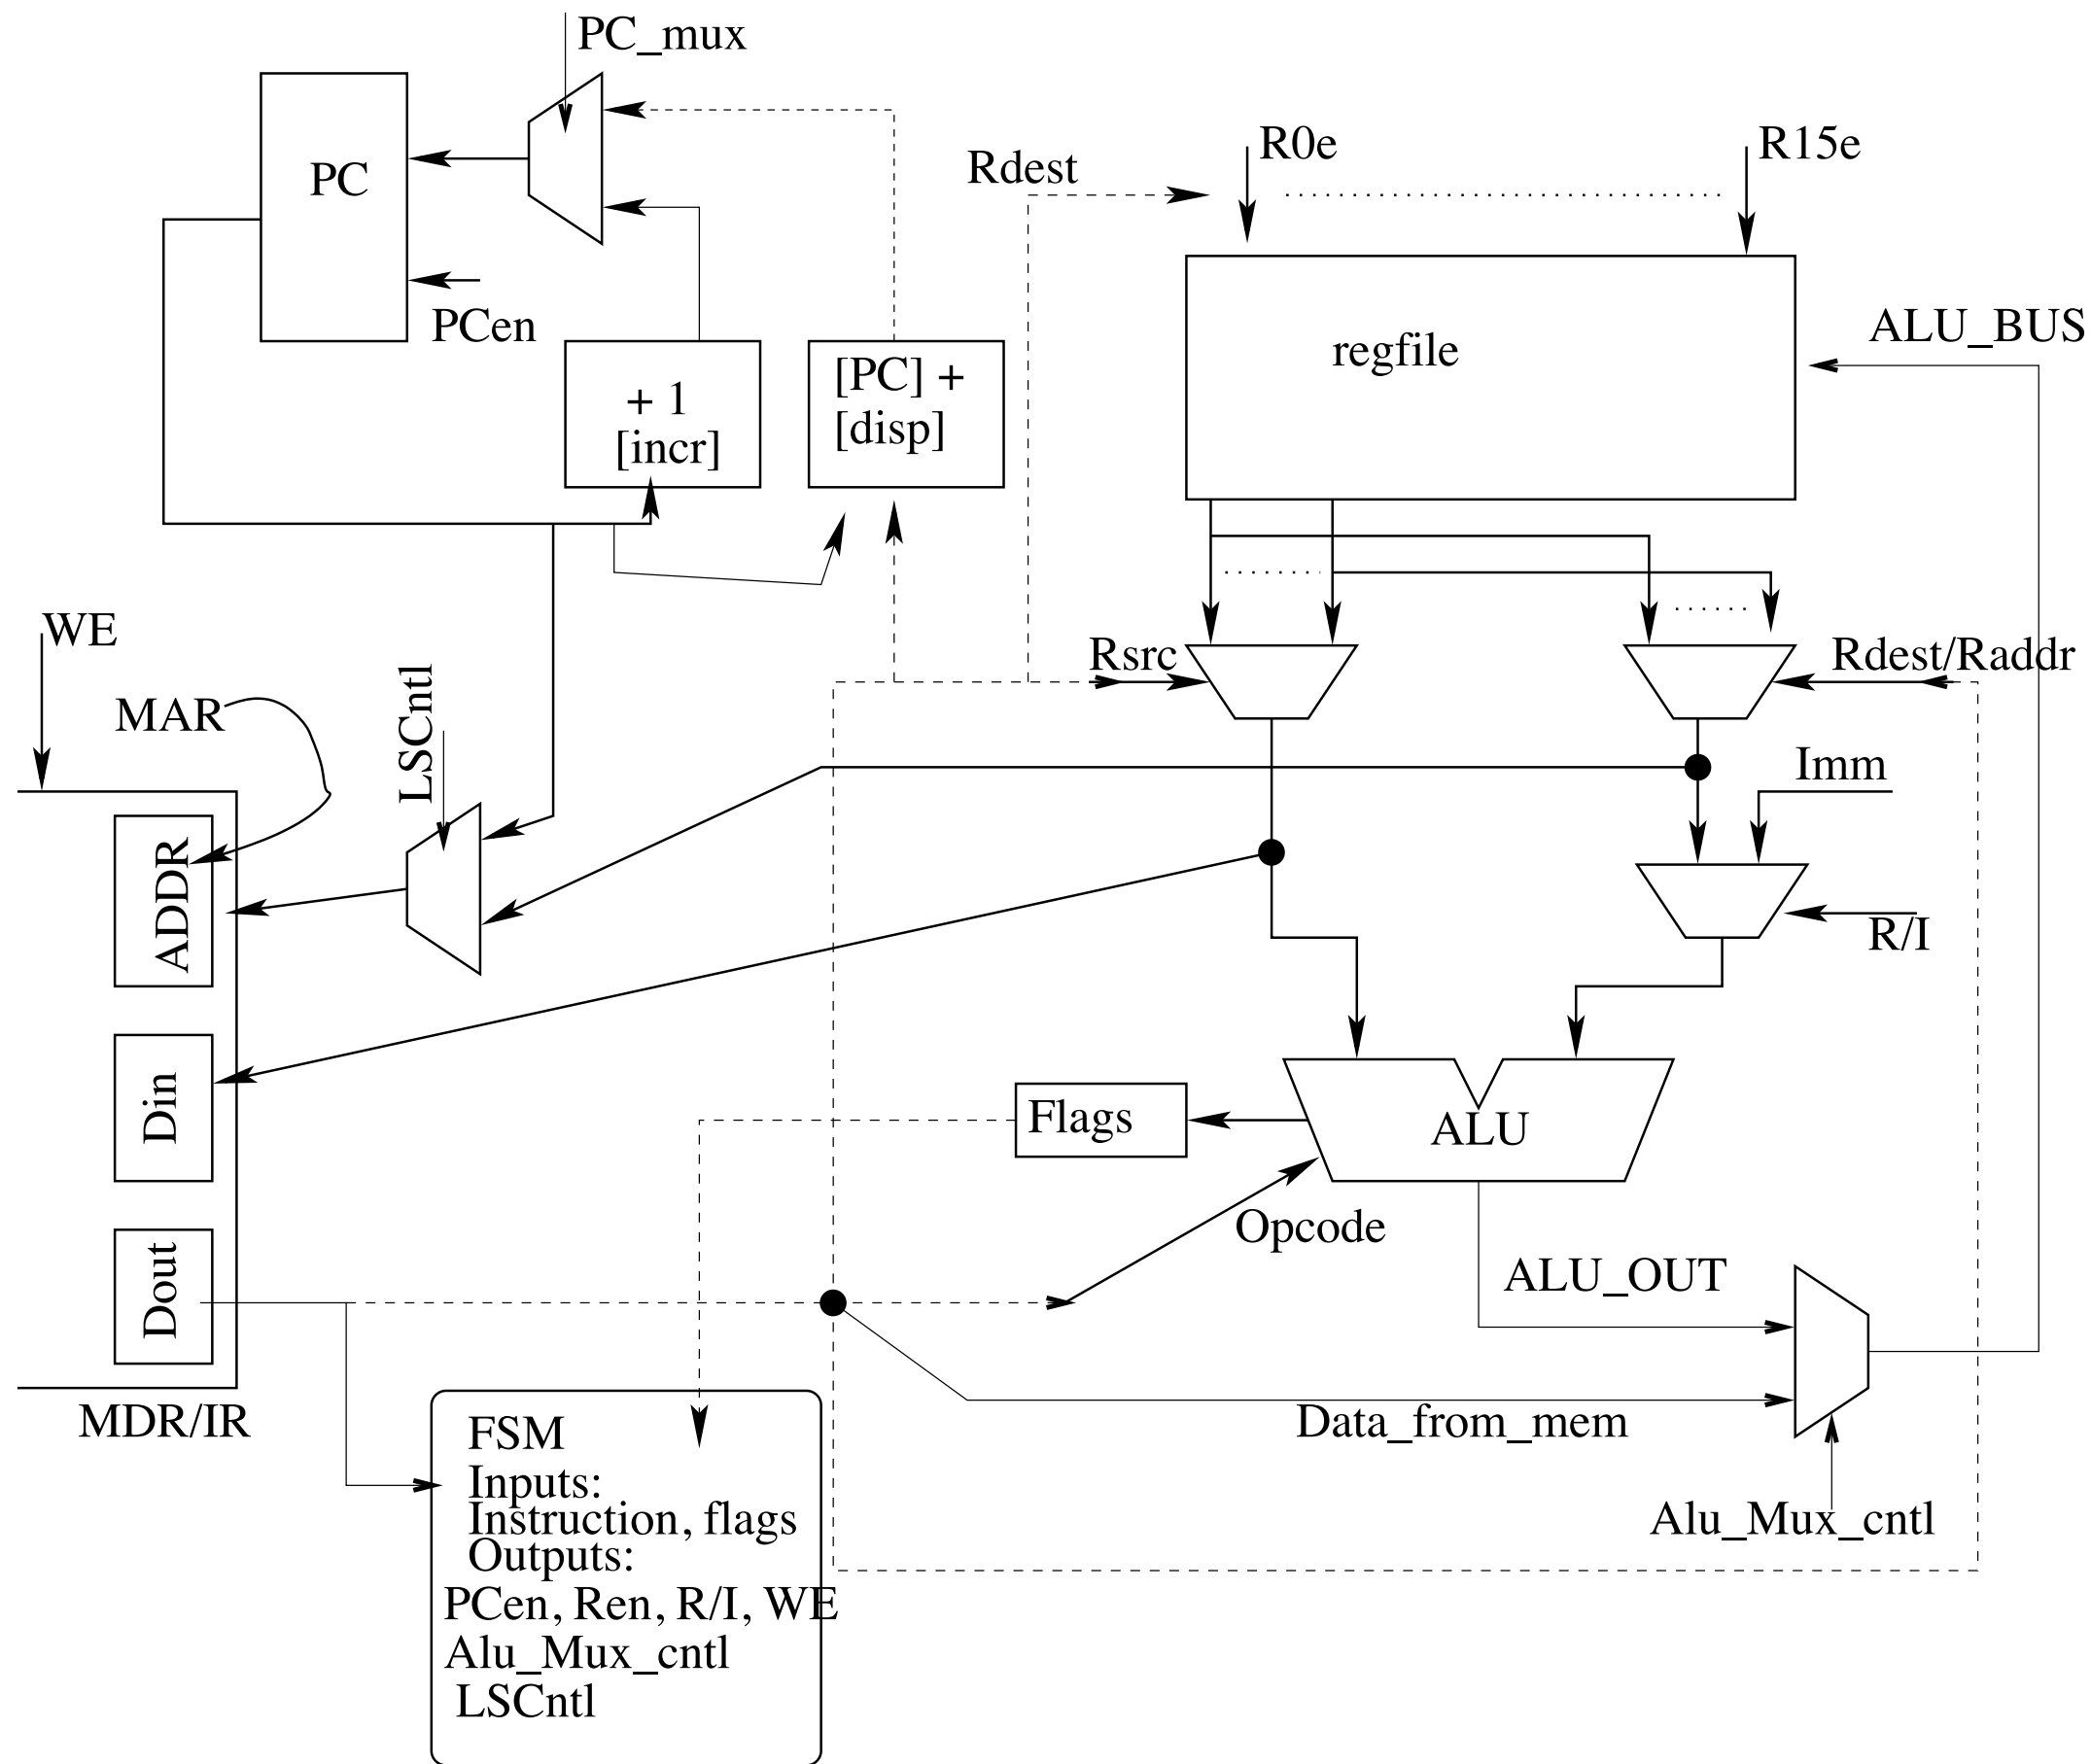 PC_mux
PC
PCen
+ 1
[incr]
[PC] +
[disp]
Rdest
R0e
R15e
regfile
ALU_BUS
WE
MAR
LSCntl
Rsrc
Rdest/Raddr
Imm
R/I
ADDR
Din
Dout
MDR/IR
Flags
ALU
Opcode
ALU_OUT
Data_from_mem
Alu_Mux_cntl
FSM
Inputs:
Instruction, flags
Outputs:
PCen, Ren, R/I, WE
Alu_Mux_cntl
LSCntl